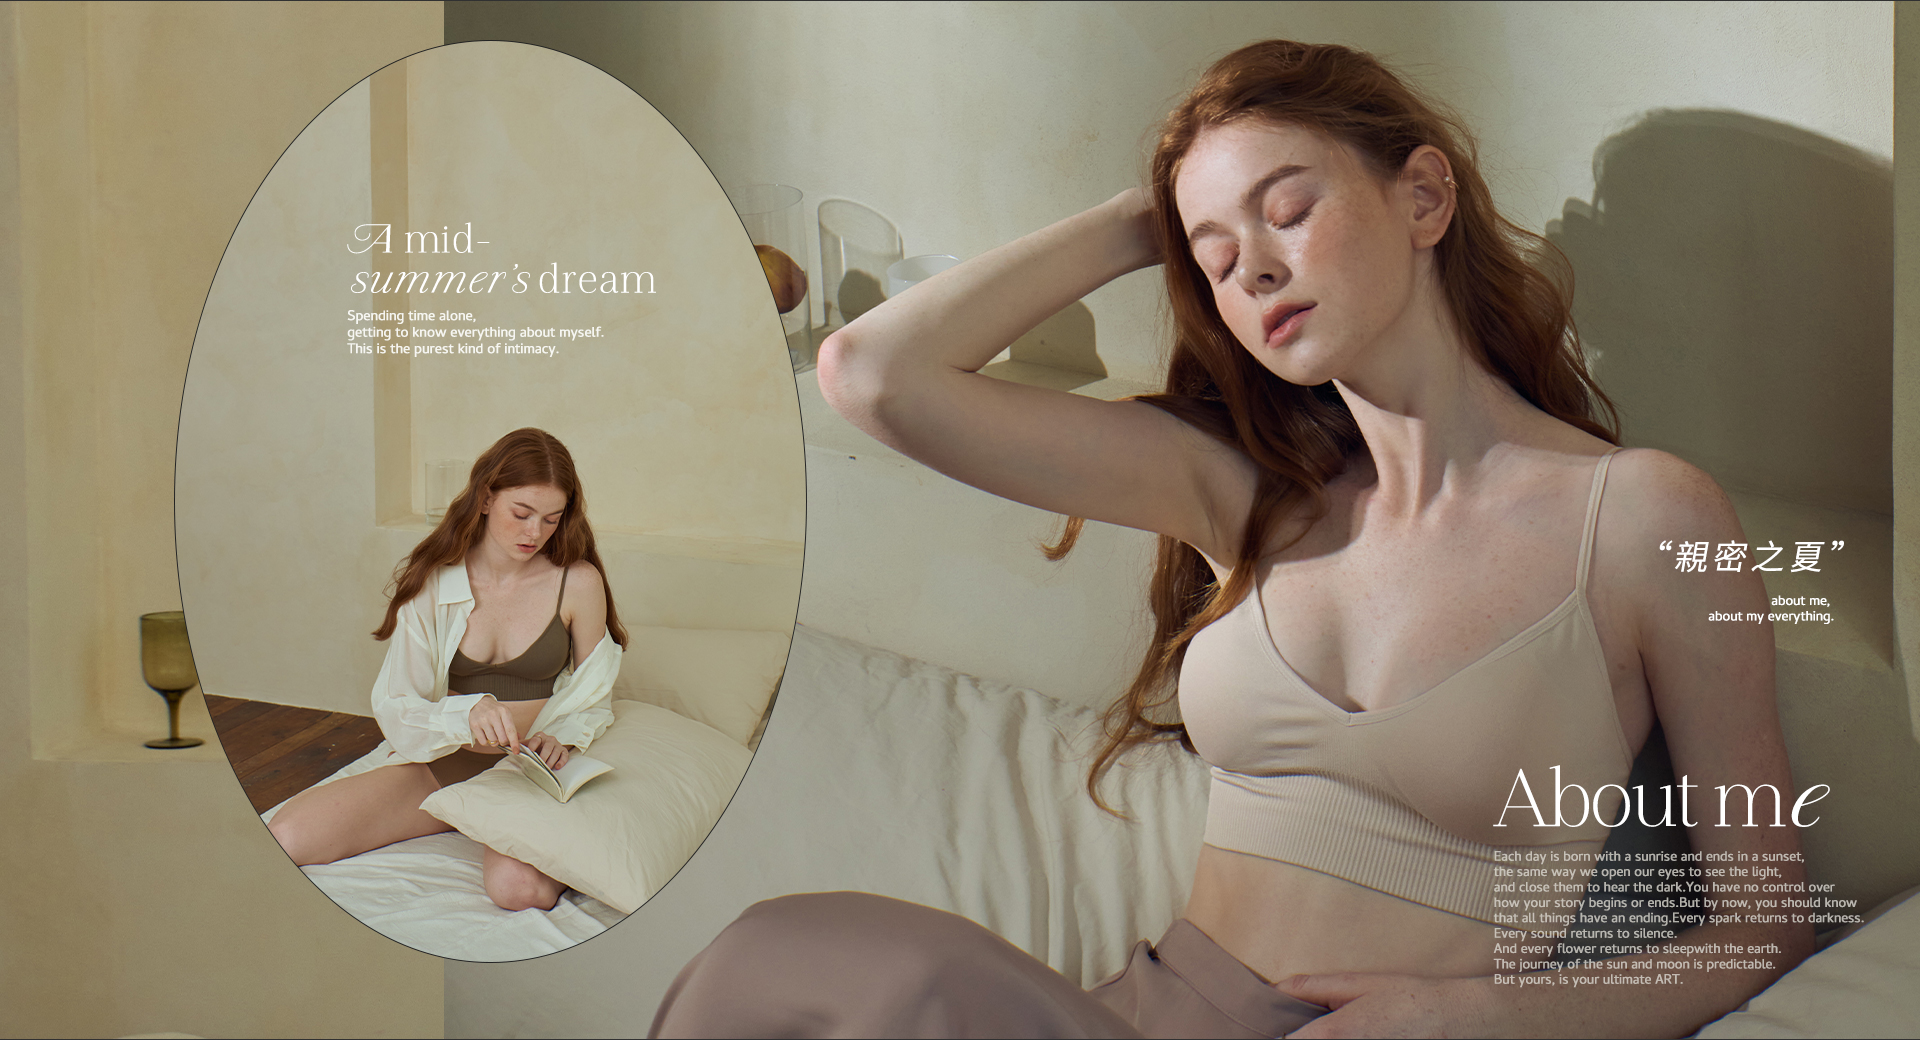 A mid-
summer's dream
Spending time alone,
getting to know everything about myself.
This is the purest kind of intimacy.
“親密之夏”
about me,
about my everything.
About me
Each day is born with a sunrise and ends in a sunset,
the same way we open our eyes to see the light,
and close them to hear the dark.You have no control over
how your story begins or ends.But by now, you should know
that all things have an ending.Every spark returns to darkness.
Every sound returns to silence.
And every flower returns to sleepwith the earth.
The journey of the sun and moon is predictable.
But yours, is your ultimate ART.